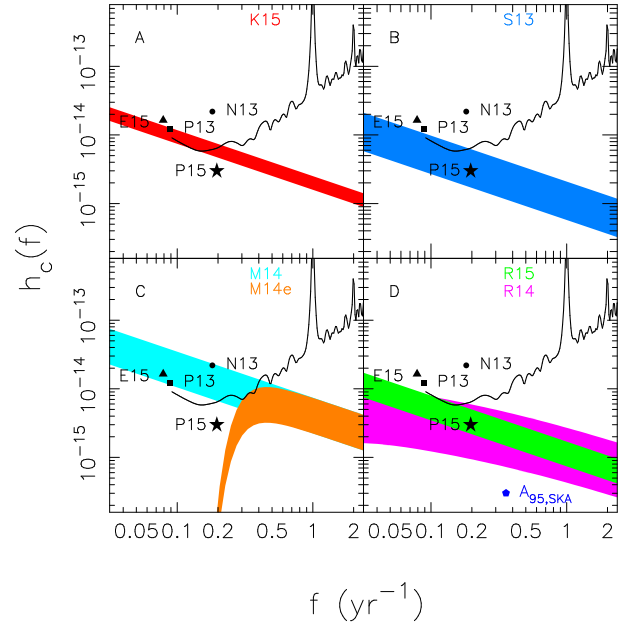 K15
A
10⁻¹³
N13
10⁻¹⁴
E15
P13
P15
10⁻¹⁵
S13
B
N13
E15
P13
P15
M14
M14e
C
10⁻¹³
N13
10⁻¹⁴
E15
P13
P15
10⁻¹⁵
0.05 0.1 0.2 0.5 1 2
R15
R14
D
N13
E15
P13
P15
A₉₅,SKA
0.05 0.1 0.2 0.5 1 2
h_c(f)
f (yr⁻¹)